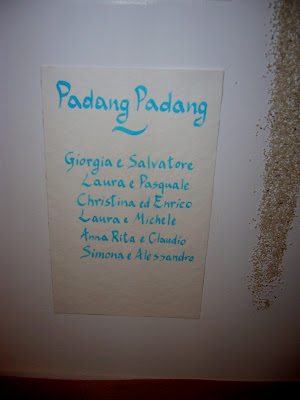 Padang Padang
Giorgia e Salvatore
Laura e Pasquale
Christina ed Enrico
Laura e Michele
Anna Rita e Claudio
Simona e Alessandro